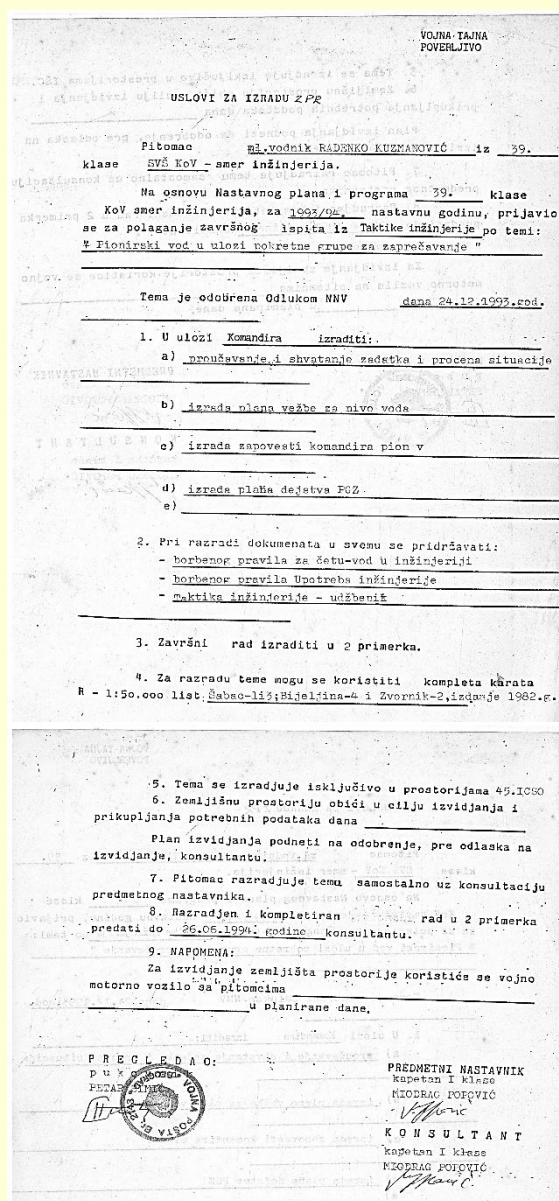 VOJNA TAJNA
POVERLJIVO
USLOVI ZA IZRADU ZPR
Pitomac ml.vodnik RADENKO KUZMANOVIĆ iz 39.
klase SVŠ KoV - smer inžinjerija.
Na osnovu Nastavnog plana i programa 39. klase
KoV smer inžinjerija, za 1993/94. nastavnu godinu, prijavio
se za polaganje završnog ispita iz Taktike inžinjerije po temi:
" Pionirski vod u ulozi pokretne grupe za zaprečavanje "
Tema je odobrena Odlukom NNV dana 24.12.1993.god.
1. U ulozi Komandira izraditi:
a) proučavanje i shvatanje zadatka i procena situacije
b) izrada plana vežbe za nivo voda
c) izrada zapovesti komandira pion v
d) izrada plana dejstva PGZ
e)
2. Pri razradi dokumenata u svemu se pridržavati:
- borbenog pravila za četu-vod u inžinjeriji
- borbenog pravila Upotreba inžinjerije
- taktika inžinjerije - udžbenik
3. Završni rad izraditi u 2 primerka.
4. Za razradu teme mogu se koristiti kompleta karata
R - 1:50.000 list Šabac-1i3;Bijeljina-4 i Zvornik-2,izdanje 1982.g.
5. Tema se izradjuje isključivo u prostorijama 45.ICSO
6. Zemljišnu prostoriju obići u cilju izvidjanja i
prikupljanja potrebnih podataka dana
Plan izvidjanja podneti na odobrenje, pre odlaska na
izvidjanje, konsultantu.
7. Pitomac razradjuje temu samostalno uz konsultaciju
predmetnog nastavnika.
8. Razradjen i kompletiran rad u 2 primerka
predati do 26.06.1994. godine konsultantu.
9. NAPOMENA:
Za izvidjanje zemljišta prostorije koristiće se vojno
motorno vozilo sa pitomcima
u planirane dane.
PREGLEDAO:
puk
PETAR SIMIĆ
VOJNA POŠTA
BEOGRAD
PREDMETNI NASTAVNIK
kapetan I klase
MIODRAG POPOVIĆ
KONSULTANT
kapetan I klase
MIODRAG POPOVIĆ